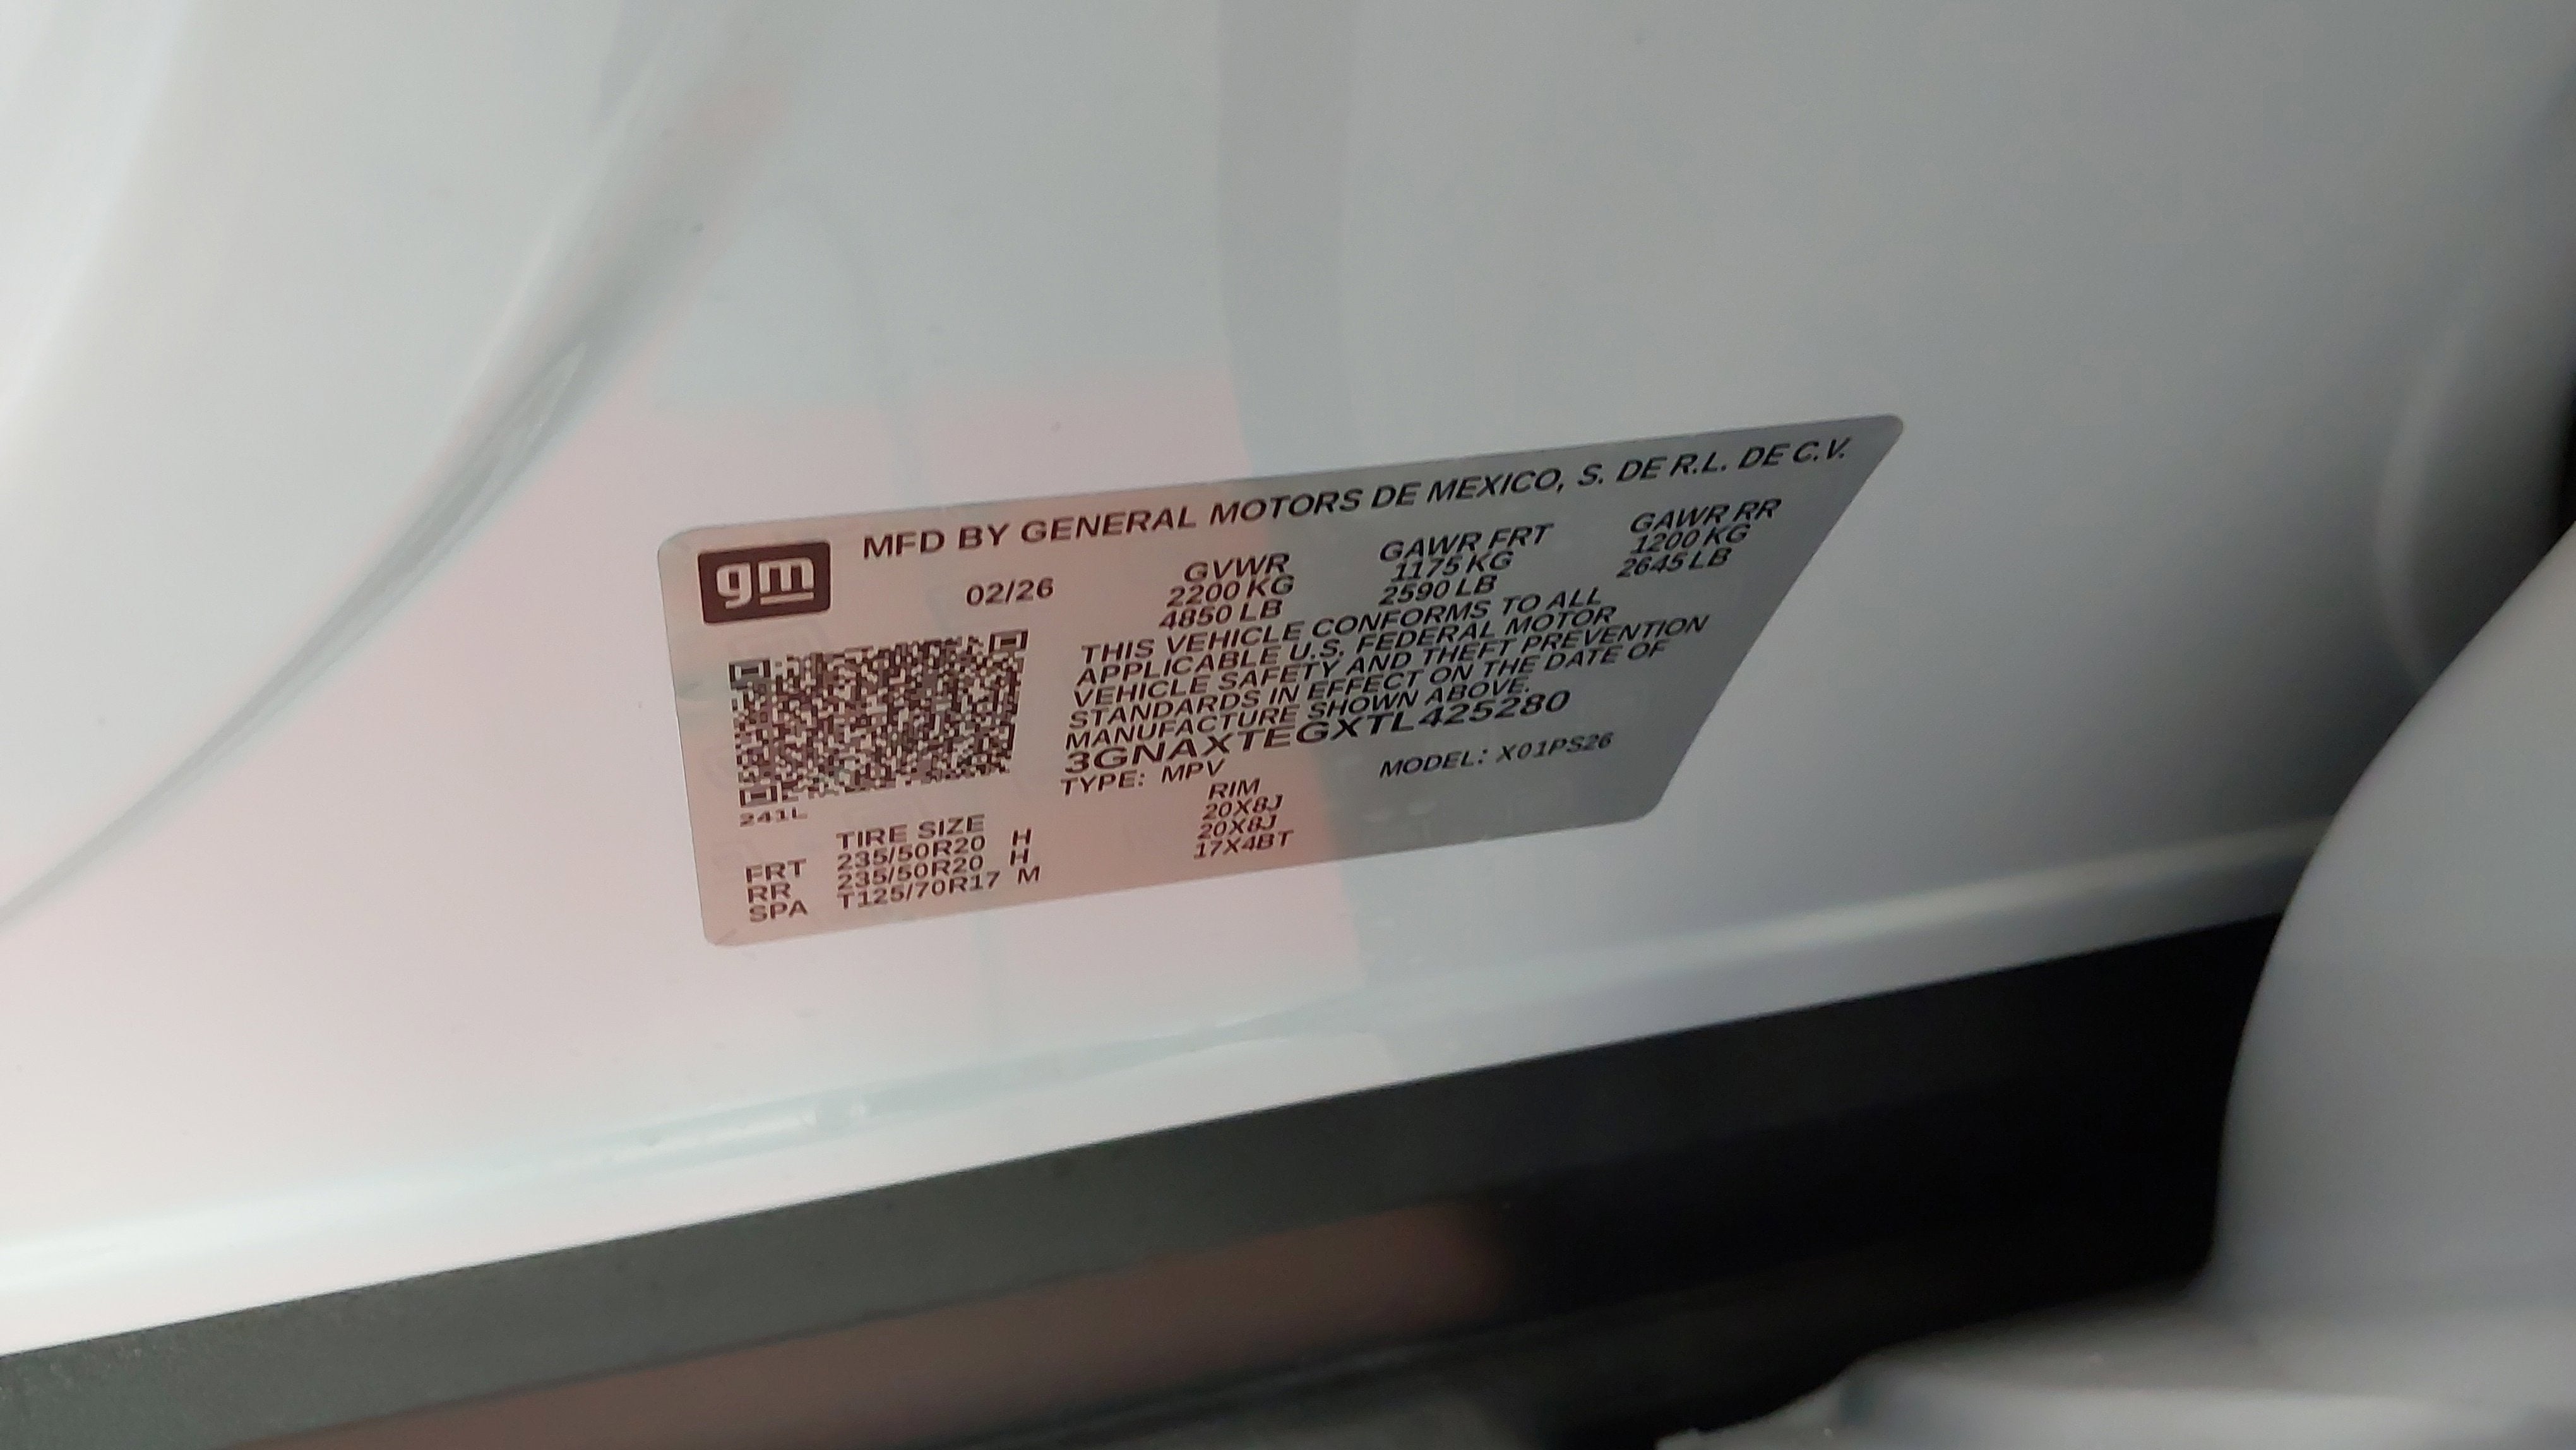 gm
MFD BY GENERAL MOTORS DE MEXICO, S. DE R.L. DE C.V.
02/26
GVWR GAWR FRT GAWR RR
2200 KG 1175 KG 1200 KG
4850 LB 2590 LB 2645 LB
THIS VEHICLE CONFORMS TO ALL
APPLICABLE U.S. FEDERAL MOTOR
VEHICLE SAFETY AND THEFT PREVENTION
STANDARDS IN EFFECT ON THE DATE OF
MANUFACTURE SHOWN ABOVE.
3GNAXTEGXTL425280
TYPE: MPV MODEL: X01PS26
241L
TIRE SIZE RIM
FRT 235/50R20 H 20X8J
RR 235/50R20 H 20X8J
SPA T125/70R17 M 17X4BT